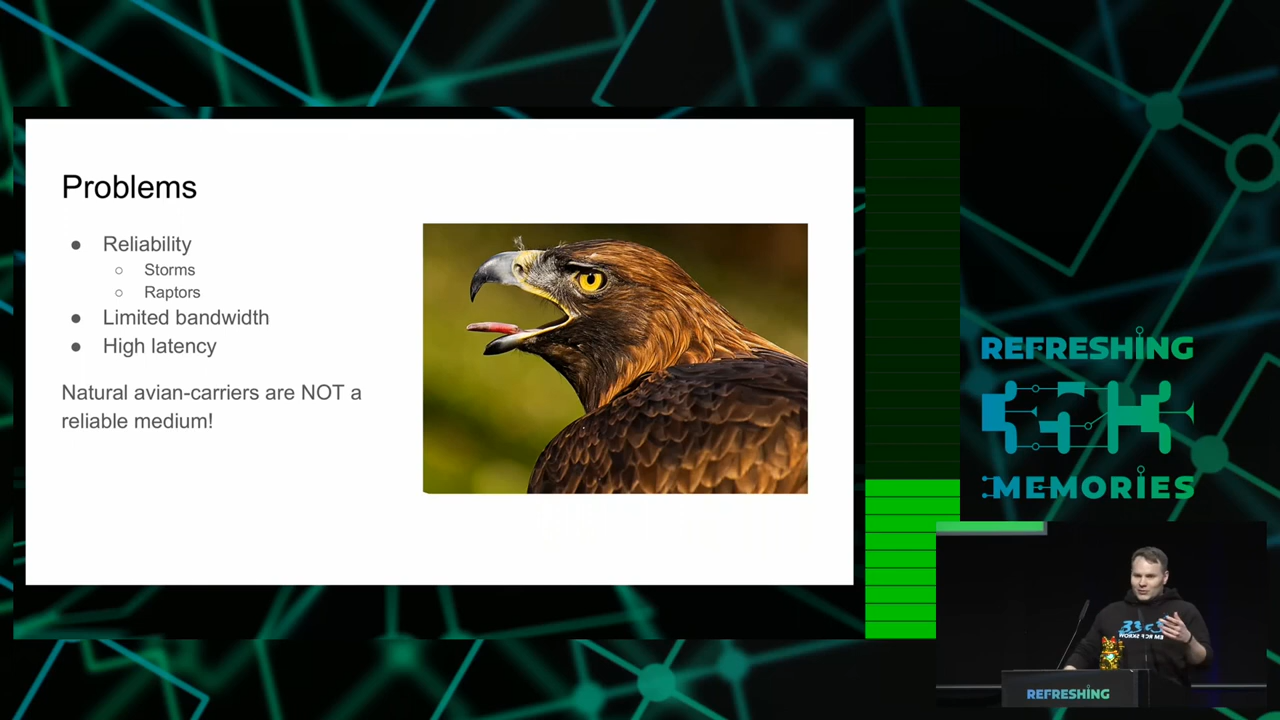 Problems
● Reliability
○ Storms
○ Raptors
● Limited bandwidth
● High latency
Natural avian-carriers are NOT a
reliable medium!
REFRESHING
MEMORIES
REFRESHING